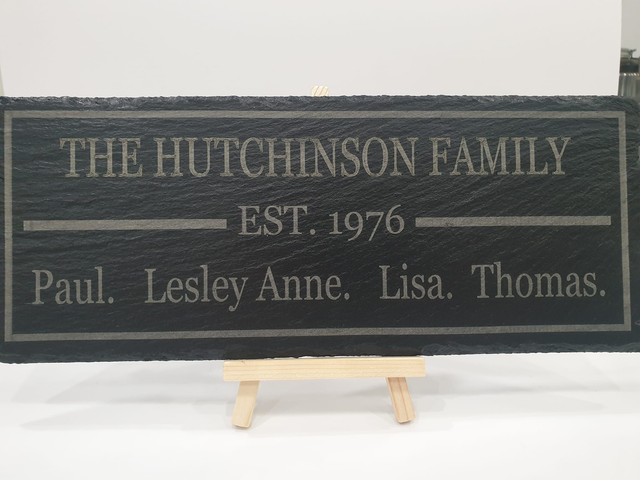 THE HUTCHINSON FAMILY
EST. 1976
Paul. Lesley Anne. Lisa. Thomas.